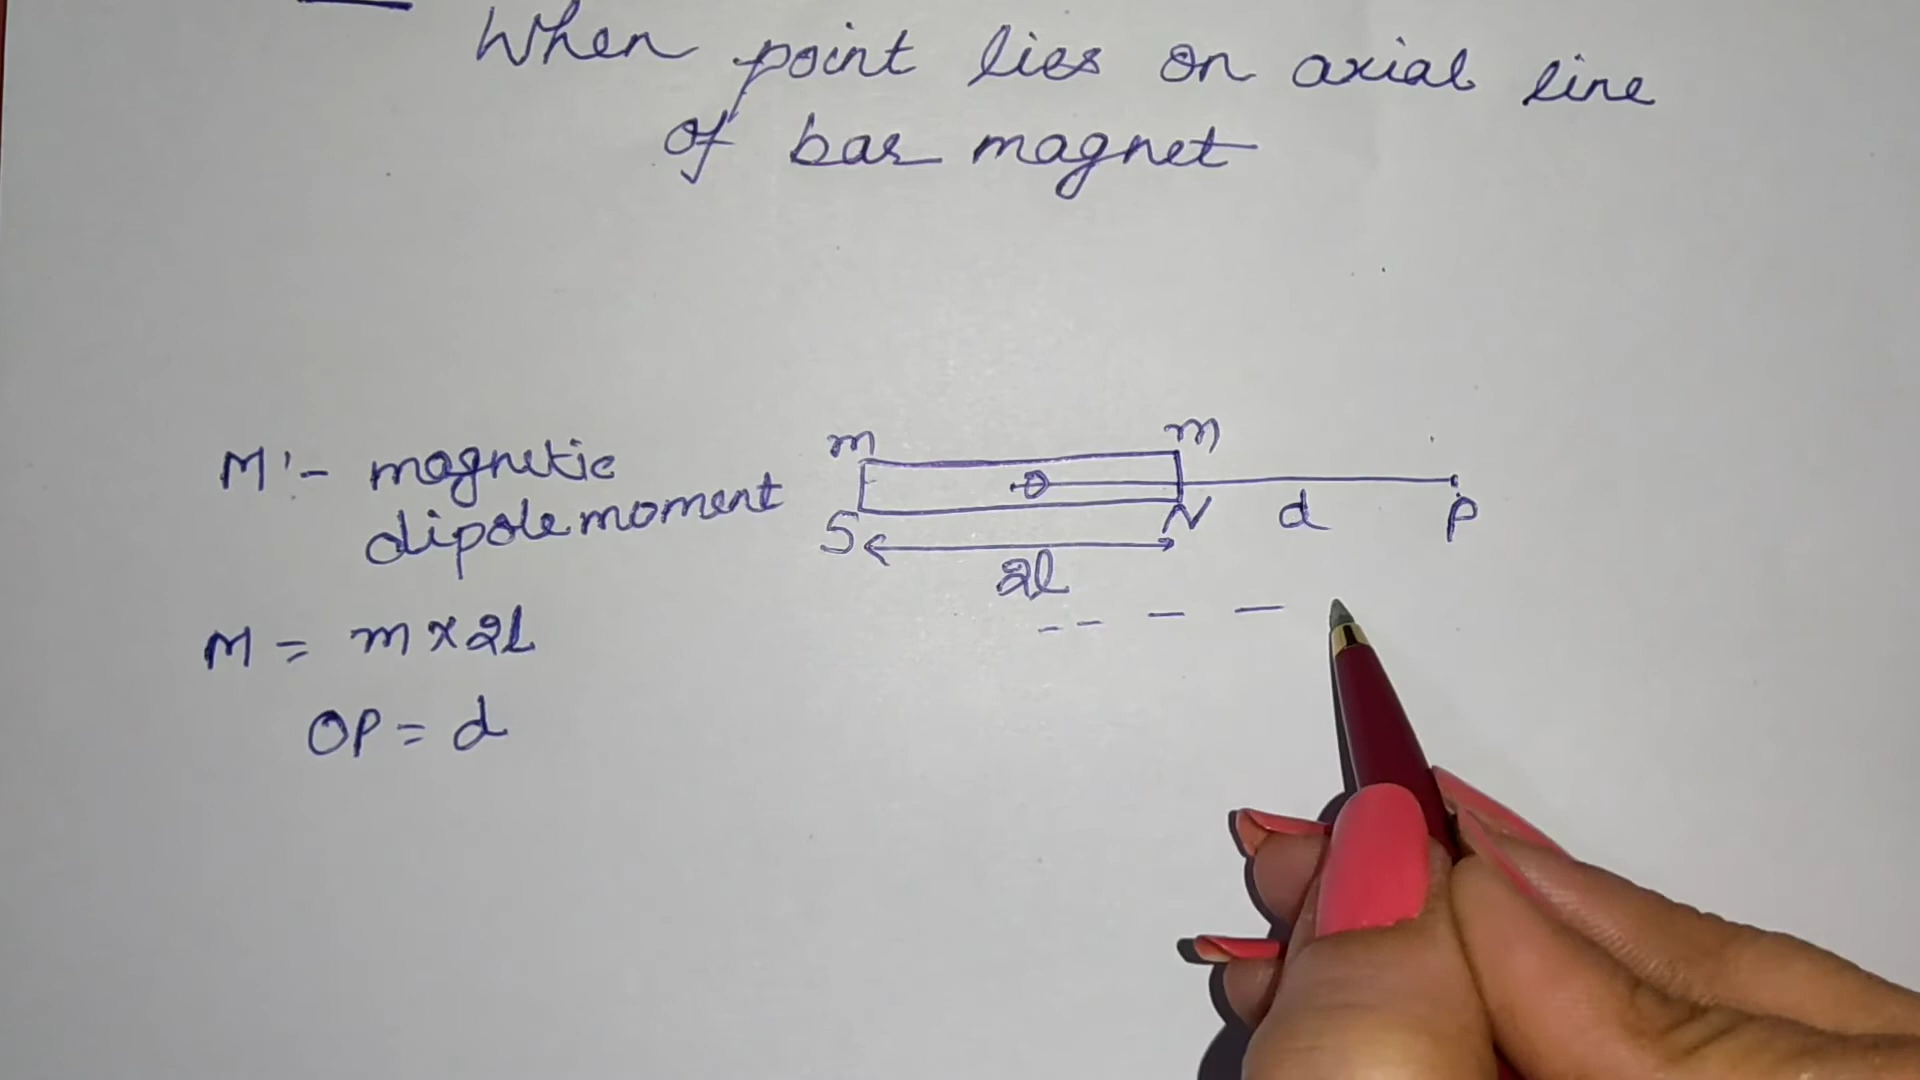 When point lies on axial line
of bar magnet
M :- magnetic
dipole moment
M = m × 2l
OP = d
m m
O
S N d P
2l